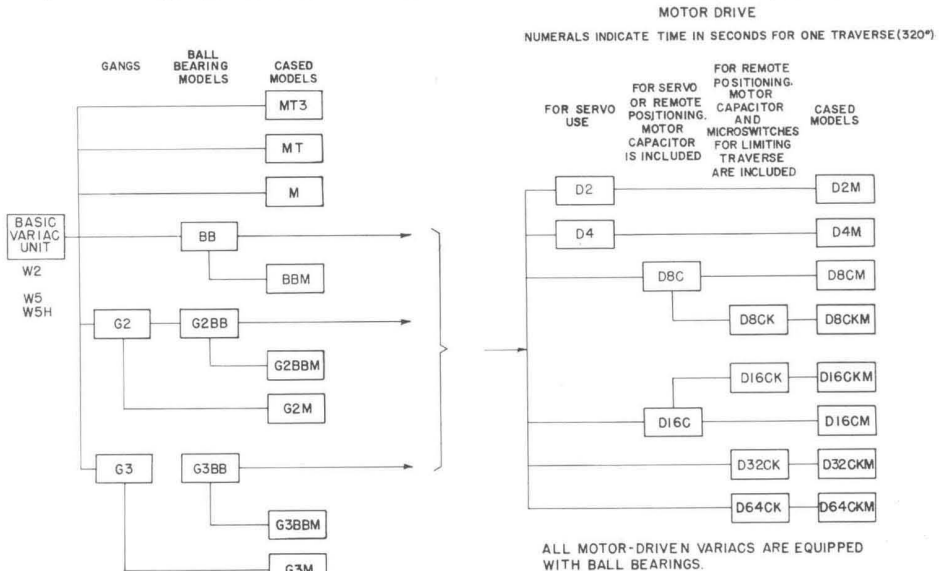 MOTOR DRIVE
NUMERALS INDICATE TIME IN SECONDS FOR ONE TRAVERSE (320°)
GANGS
BALL
BEARING
MODELS
CASED
MODELS
MT3
MT
M
BASIC
VARIAC
UNIT
W2
W5
W5H
BB
BBM
G2
G2BB
G2BBM
G2M
G3
G3BB
G3BBM
G3M
FOR SERVO
USE
FOR SERVO
OR REMOTE
POSITIONING.
MOTOR
CAPACITOR
IS INCLUDED
FOR REMOTE
POSITIONING.
MOTOR
CAPACITOR
AND
MICROSWITCHES
FOR LIMITING
TRAVERSE
ARE INCLUDED
CASED
MODELS
D2
D2M
D4
D4M
D8C
D8CM
D8CK
D8CKM
D16CK
D16CKM
D16C
D16CM
D32CK
D32CKM
D64CK
D64CKM
ALL MOTOR-DRIVEN VARIACS ARE EQUIPPED
WITH BALL BEARINGS.